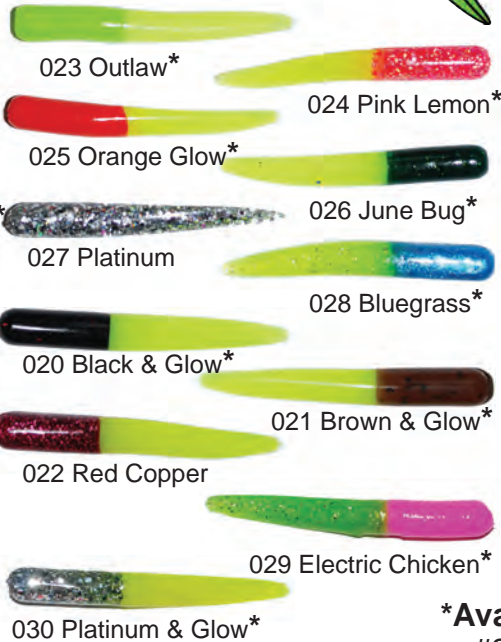 023 Outlaw*
024 Pink Lemon*
025 Orange Glow*
026 June Bug*
*
027 Platinum
028 Bluegrass*
020 Black & Glow*
021 Brown & Glow*
022 Red Copper
029 Electric Chicken*
030 Platinum & Glow*
*Ava